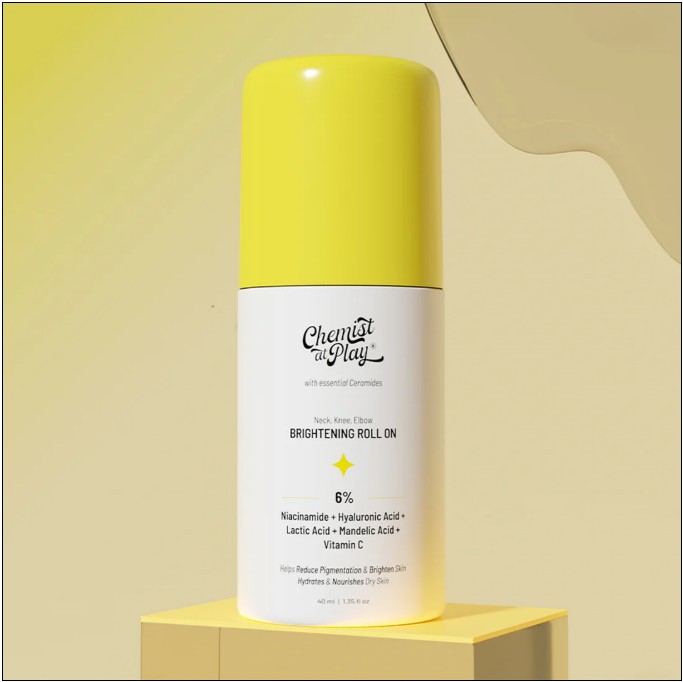 Chemist
at Play
with essential Ceramides
Neck, Knee, Elbow
BRIGHTENING ROLL ON
6%
Niacinamide + Hyaluronic Acid +
Lactic Acid + Mandelic Acid +
Vitamin C
Helps Reduce Pigmentation & Brighten Skin
Hydrates & Nourishes Dry Skin
40 ml | 1.35 fl oz